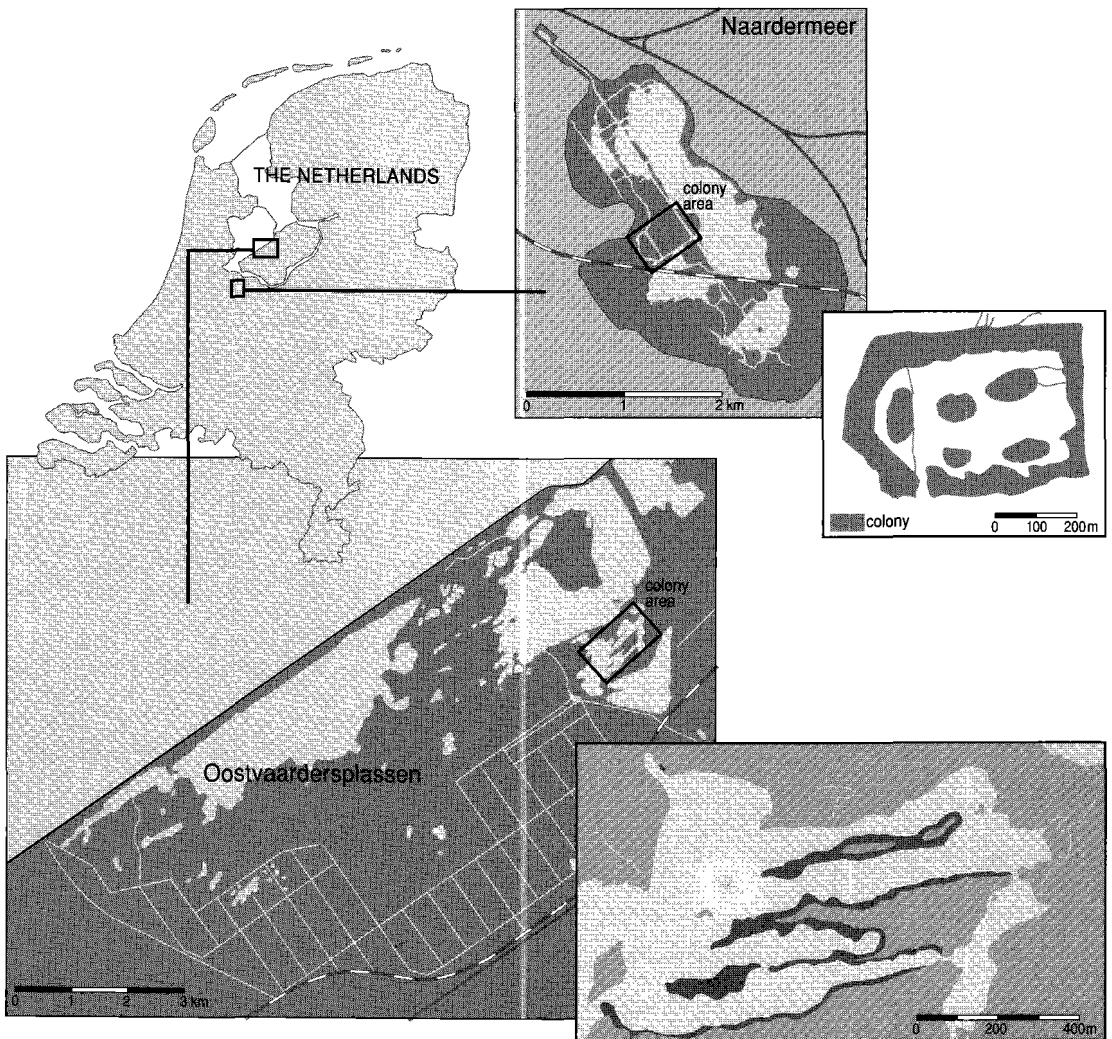 Naardermeer
THE NETHERLANDS
colony
area
0 1 2 km
colony
0 100 200 m
colony
area
Oostvaardersplassen
0 1 2 3 km
0 200 400m